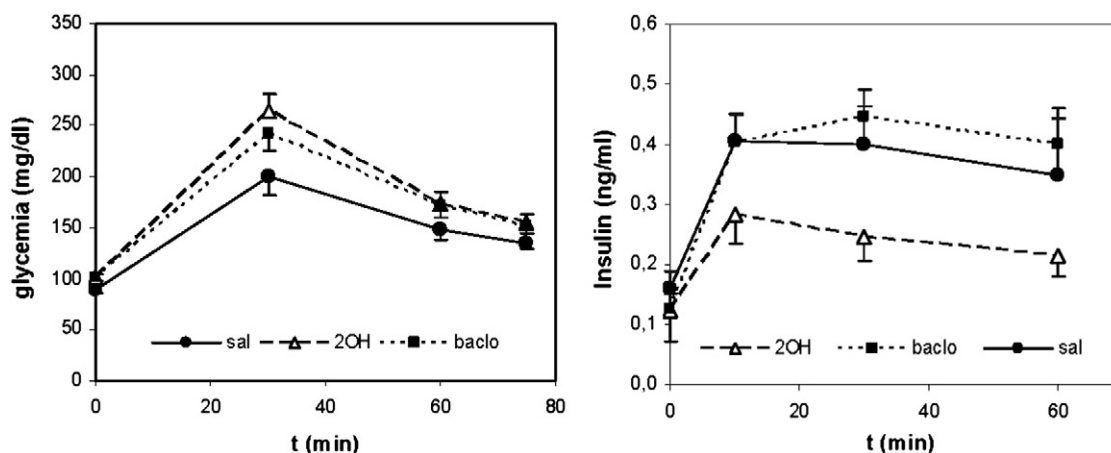 350
300
250
200
150
100
50
0
glycemia (mg/dl)
sal 2OH baclo
0 20 40 60 80
t (min)
0,6
0,5
0,4
0,3
0,2
0,1
0,0
Insulin (ng/ml)
2OH baclo sal
0 20 40 60
t (min)